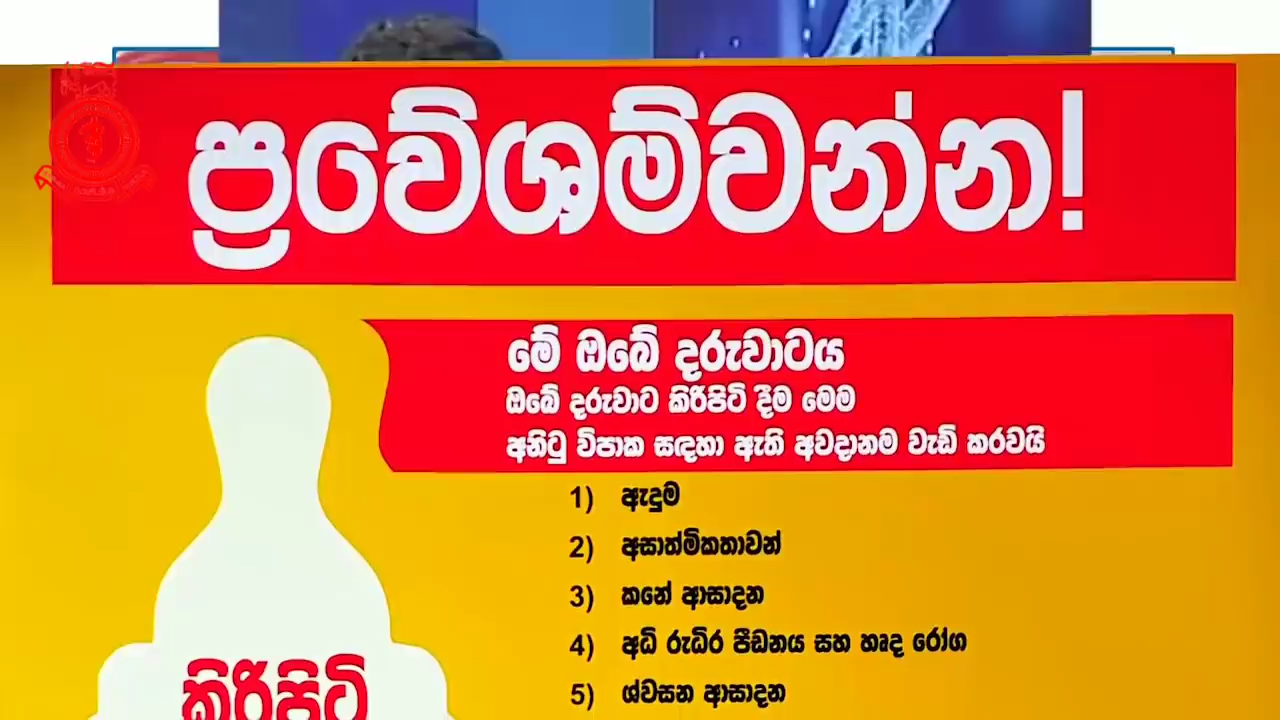 ප්‍රවේශම්වන්න!
මේ ඔබේ දරුවාටය
ඔබේ දරුවාට කිරිපිටි දීම මෙම
අනිටු විපාක සඳහා ඇති අවදානම වැඩි කරවයි
1) ඇදුම
2) අසාත්මිකතාවන්
3) කනේ ආසාදන
4) අධි රුධිර පීඩනය සහ හෘද රෝග
5) ශ්වසන ආසාදන
කිරිපිටි